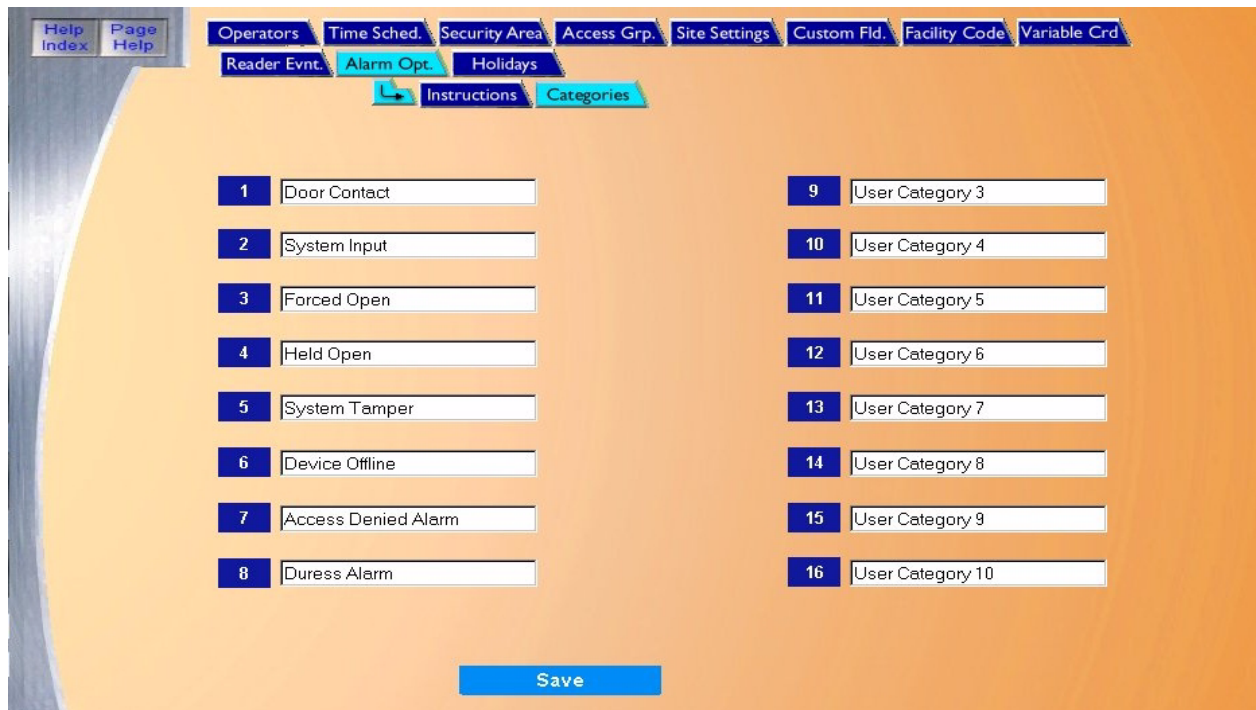 Help Index
Page Help
Operators Time Sched. Security Area Access Grp. Site Settings Custom Fld. Facility Code Variable Crd
Reader Evnt. Alarm Opt. Holidays
Instructions Categories
1 Door Contact
2 System Input
3 Forced Open
4 Held Open
5 System Tamper
6 Device Offline
7 Access Denied Alarm
8 Duress Alarm
9 User Category 3
10 User Category 4
11 User Category 5
12 User Category 6
13 User Category 7
14 User Category 8
15 User Category 9
16 User Category 10
Save